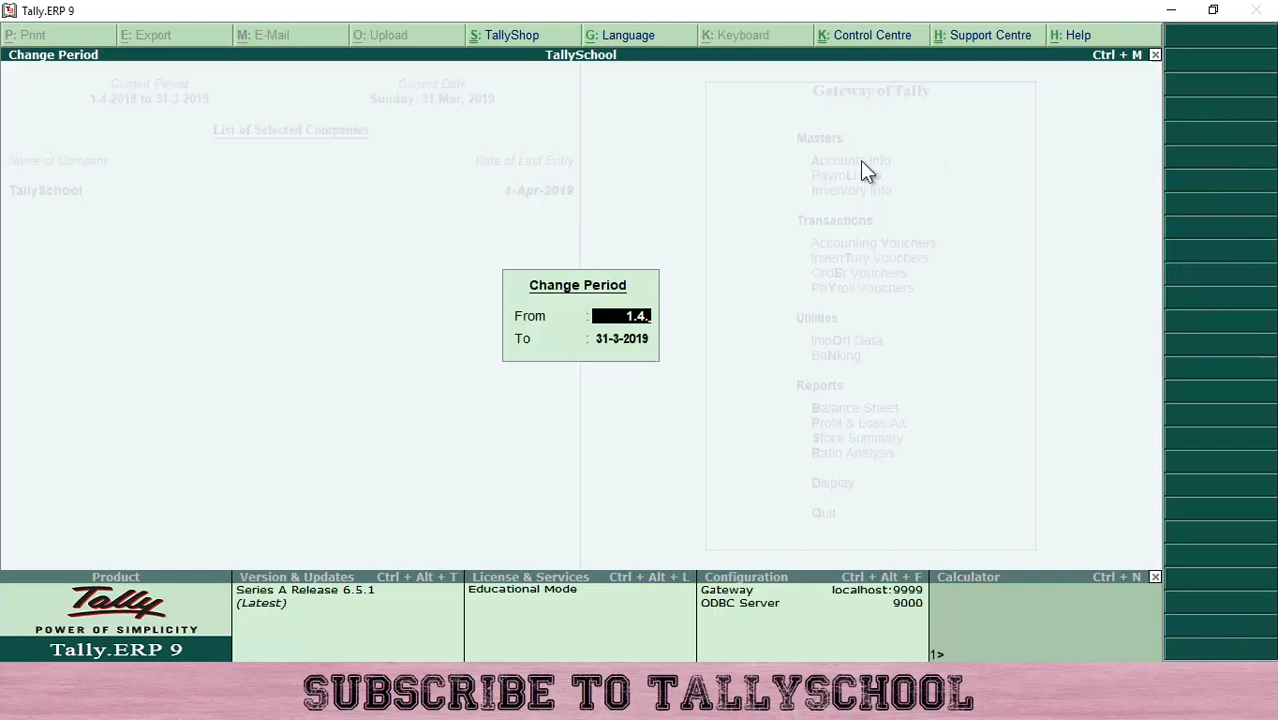 Tally.ERP 9
P: Print E: Export M: E-Mail O: Upload S: TallyShop G: Language K: Keyboard K: Control Centre H: Support Centre H: Help
Change Period TallySchool Ctrl + M
Current Period Current Date
1-4-2018 to 31-3-2019 Sunday, 31 Mar, 2019
List of Selected Companies
Name of Company Date of Last Entry
TallySchool 1-Apr-2019
Gateway of Tally
Masters
Accounts Info
Inventory Info
Transactions
Accounting Vouchers
InvenTory Vouchers
OrdEr Vouchers
PaYroll Vouchers
Utilities
ImpOrt Data
BaNking
Reports
Balance Sheet
Profit & Loss A/c
Stock Summary
Ratio Analysis
Display
Quit
Change Period
From : 1.4.
To : 31-3-2019
Product
Tally
POWER OF SIMPLICITY
Tally.ERP 9
Version & Updates Ctrl + Alt + T
Series A Release 6.5.1
(Latest)
License & Services Ctrl + Alt + L
Educational Mode
Configuration Ctrl + Alt + F
Gateway localhost:9999
ODBC Server 9000
Calculator Ctrl + N
1>
SUBSCRIBE TO TALLYSCHOOL